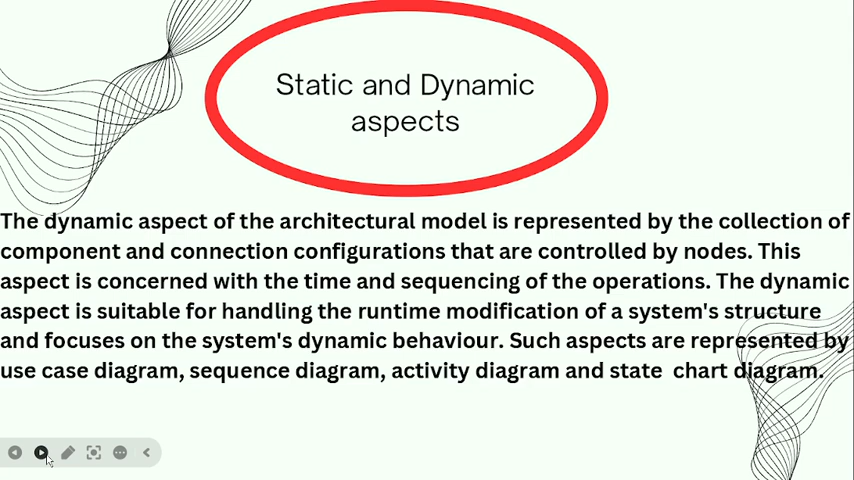 Static and Dynamic
aspects
The dynamic aspect of the architectural model is represented by the collection of
component and connection configurations that are controlled by nodes. This
aspect is concerned with the time and sequencing of the operations. The dynamic
aspect is suitable for handling the runtime modification of a system's structure
and focuses on the system's dynamic behaviour. Such aspects are represented by
use case diagram, sequence diagram, activity diagram and state  chart diagram.